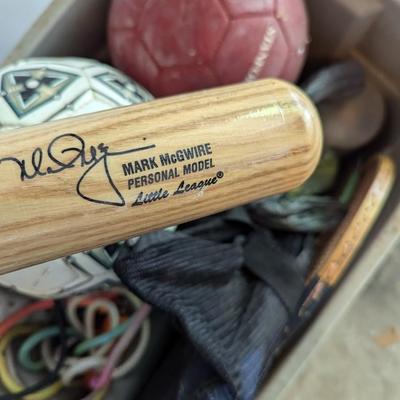 MARK McGWIRE
PERSONAL MODEL
Little League®